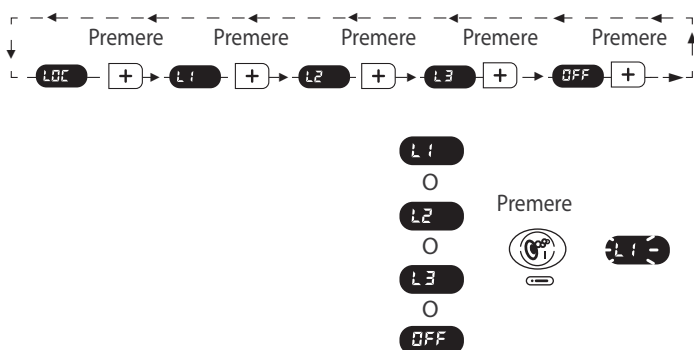 Premere Premere Premere Premere Premere
LOC + L1 + L2 + L3 + OFF +
L1
O
L2
O
Premere
L1
L3
O
OFF